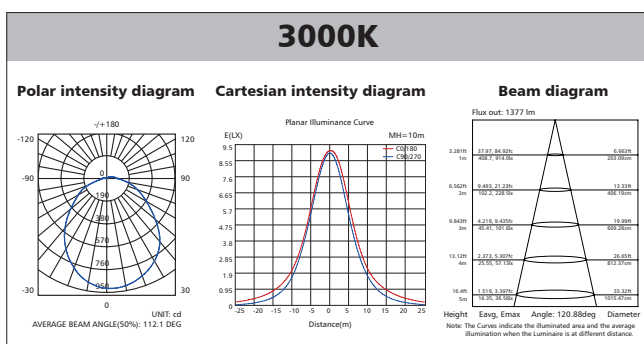 3000K
Polar intensity diagram
-/+180
-120
120
-90
90
0
190
380
570
760
950
-30
30
0
UNIT: cd
AVERAGE BEAM ANGLE(50%): 112.1 DEG
Cartesian intensity diagram
Planar Illuminance Curve
E(LX)
MH=10m
C0/180
C90/270
9.5
8.55
7.6
6.65
5.7
4.75
3.8
2.85
1.9
0.95
0
-25 -20 -15 -10 -5 0 5 10 15 20 25
Distance(m)
Beam diagram
Flux out: 1377 lm
3.281ft 37.97, 84.92fc 6.663ft
1m 408.7, 914.0lx 203.09cm
6.562ft 9.493, 21.23fc 13.33ft
2m 102.2, 228.5lx 406.19cm
9.843ft 4.219, 9.435fc 19.99ft
3m 45.41, 101.6lx 609.28cm
13.12ft 2.373, 5.307fc 26.65ft
4m 25.55, 57.13lx 812.37cm
16.4ft 1.519, 3.397fc 33.32ft
5m 16.35, 36.56lx 1015.47cm
Height Eavg, Emax Angle: 120.88deg Diameter
Note: The Curves indicate the illuminated area and the average
illumination when the Luminaire is at different distance.